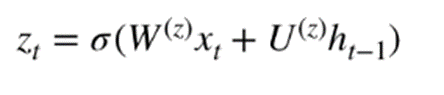 z_t = σ(W^{(z)}x_t + U^{(z)}h_{t−1})